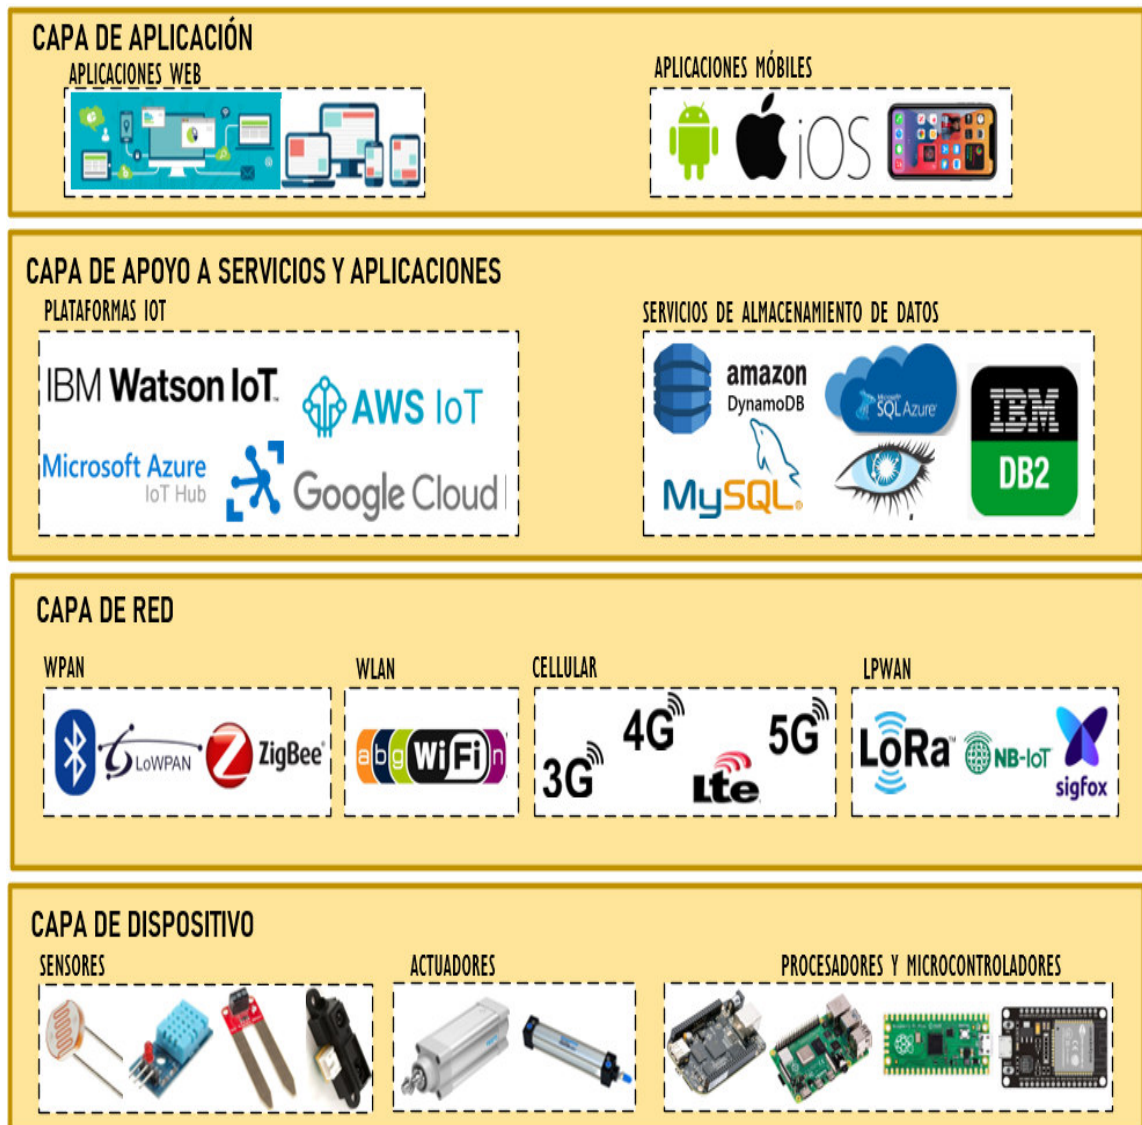 CAPA DE APLICACIÓN
APLICACIONES WEB
APLICACIONES MÓBILES
iOS
CAPA DE APOYO A SERVICIOS Y APLICACIONES
PLATAFORMAS IOT
SERVICIOS DE ALMACENAMIENTO DE DATOS
IBM Watson IoT
AWS IoT
Microsoft Azure
IoT Hub
Google Cloud
amazon
DynamoDB
Microsoft
SQL Azure
MySQL
IBM
DB2
CAPA DE RED
WPAN
WLAN
CELLULAR
LPWAN
LoWPAN
ZigBee
a b g WiFi n
3G
4G
Lte
5G
LoRa
NB-IoT
sigfox
CAPA DE DISPOSITIVO
SENSORES
ACTUADORES
PROCESADORES Y MICROCONTROLADORES